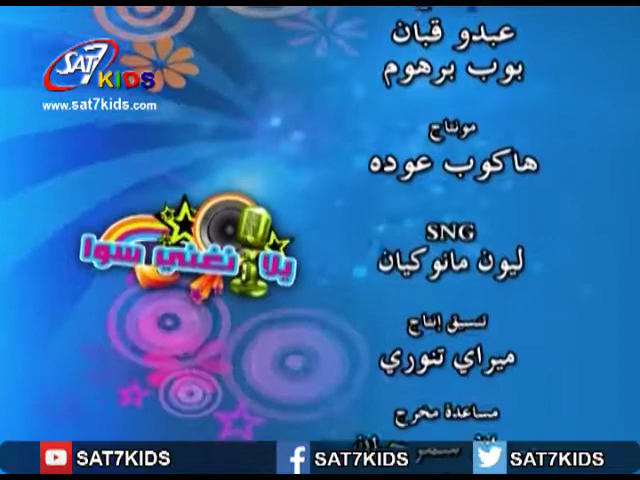 عبدو قبان
بوب برهوم
SAT7 KIDS
www.sat7kids.com
مونتاج
هاكوب عوده
يلا نغني سوا
SNG
ليون مانوكيان
تنسيق إنتاج
ميراي تنوري
مساعدة مخرج
SAT7KIDS
SAT7KIDS
SAT7KIDS